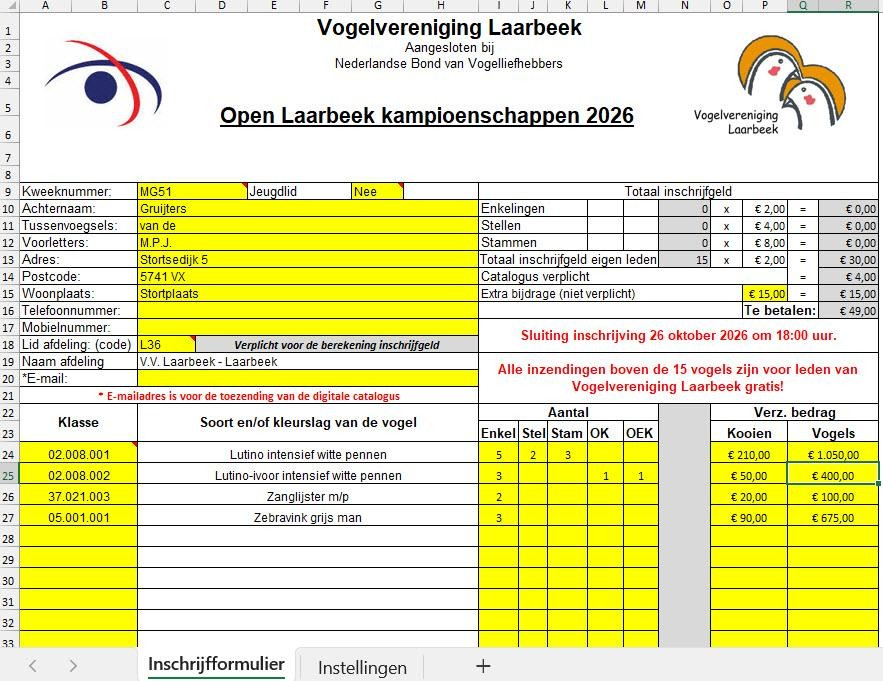 A B C D E F G H I J K L M N O P Q R
1 Vogelvereniging Laarbeek
2 Aangesloten bij
3 Nederlandse Bond van Vogelliefhebbers
4
5 Open Laarbeek kampioenschappen 2026
Vogelvereniging
Laarbeek
6
7
8
9 Kweeknummer: MG51 Jeugdlid Nee Totaal inschrijfgeld
10 Achternaam: Gruijters Enkelingen 0 x € 2,00 = € 0,00
11 Tussenvoegsels: van de Stellen 0 x € 4,00 = € 0,00
12 Voorletters: M.P.J. Stammen 0 x € 8,00 = € 0,00
13 Adres: Stortsedijk 5 Totaal inschrijfgeld eigen leden 15 x € 2,00 = € 30,00
14 Postcode: 5741 VX Catalogus verplicht = € 4,00
15 Woonplaats: Stortplaats Extra bijdrage (niet verplicht) € 15,00 = € 15,00
16 Telefoonnummer: Te betalen: € 49,00
17 Mobielnummer:
Sluiting inschrijving 26 oktober 2026 om 18:00 uur.
18 Lid afdeling: (code) L36 Verplicht voor de berekening inschrijfgeld
19 Naam afdeling V.V. Laarbeek - Laarbeek
Alle inzendingen boven de 15 vogels zijn voor leden van
Vogelvereniging Laarbeek gratis!
20 *E-mail:
21 * E-mailadres is voor de toezending van de digitale catalogus
22 Klasse Soort en/of kleurslag van de vogel Aantal Verz. bedrag
23 Enkel Stel Stam OK OEK Kooien Vogels
24 02.008.001 Lutino intensief witte pennen 5 2 3 € 210,00 € 1.050,00
25 02.008.002 Lutino-ivoor intensief witte pennen 3 1 1 € 50,00 € 400,00
26 37.021.003 Zanglijster m/p 2 € 20,00 € 100,00
27 05.001.001 Zebravink grijs man 3 € 90,00 € 675,00
28
29
30
31
32
33
Inschrijfformulier Instellingen +